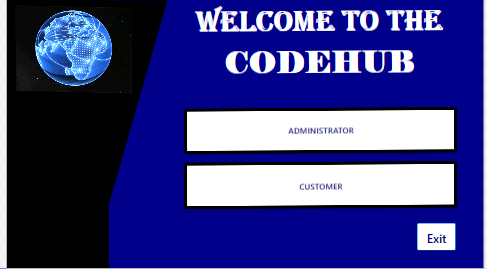 WELCOME TO THE
CODEHUB
ADMINISTRATOR
CUSTOMER
Exit